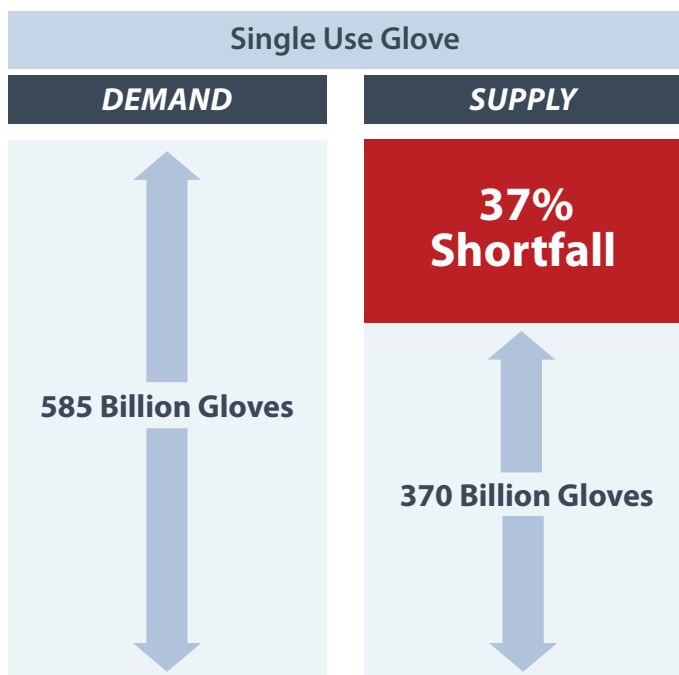 Single Use Glove
DEMAND
SUPPLY
37%
Shortfall
585 Billion Gloves
370 Billion Gloves